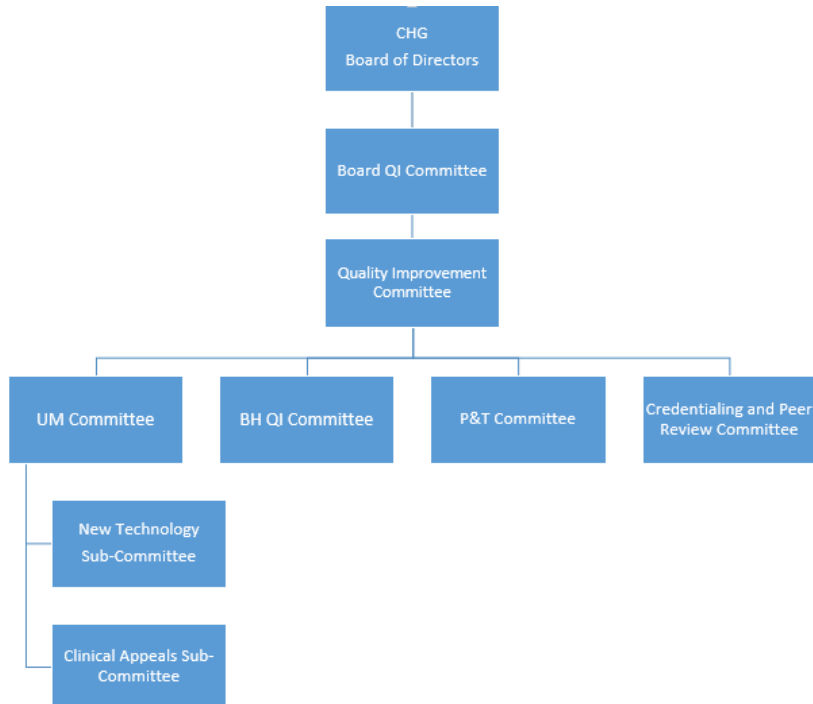 CHG
Board of Directors
Board QI Committee
Quality Improvement
Committee
UM Committee
BH QI Committee
P&T Committee
Credentialing and Peer
Review Committee
New Technology
Sub-Committee
Clinical Appeals Sub-
Committee